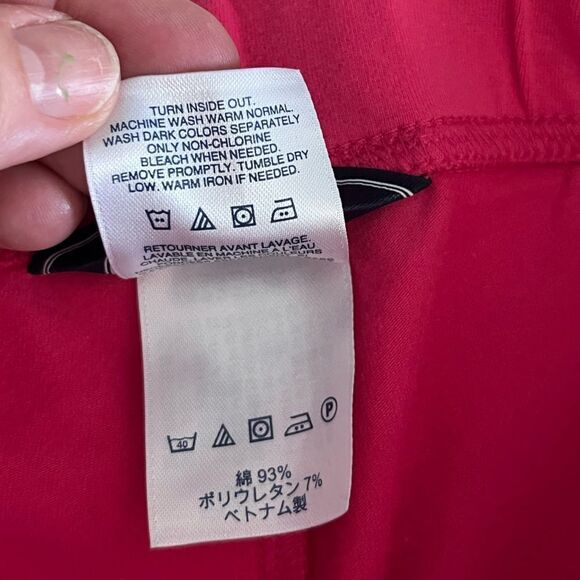 TURN INSIDE OUT.
MACHINE WASH WARM NORMAL.
WASH DARK COLORS SEPARATELY
ONLY NON-CHLORINE
BLEACH WHEN NEEDED.
REMOVE PROMPTLY. TUMBLE DRY
LOW. WARM IRON IF NEEDED.
RETOURNER AVANT LAVAGE.
LAVABLE EN MACHINE À L'EAU
40
P
綿 93%
ポリウレタン 7%
ベトナム製